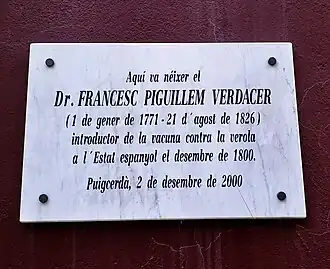 Aquí va néixer el
Dr. FRANCESC PIGUILLEM VERDACER
(1 de gener de 1771 - 21 d´agost de 1826)
introductor de la vacuna contra la verola
a l´Estat espanyol el desembre de 1800.
Puigcerdà, 2 de desembre de 2000